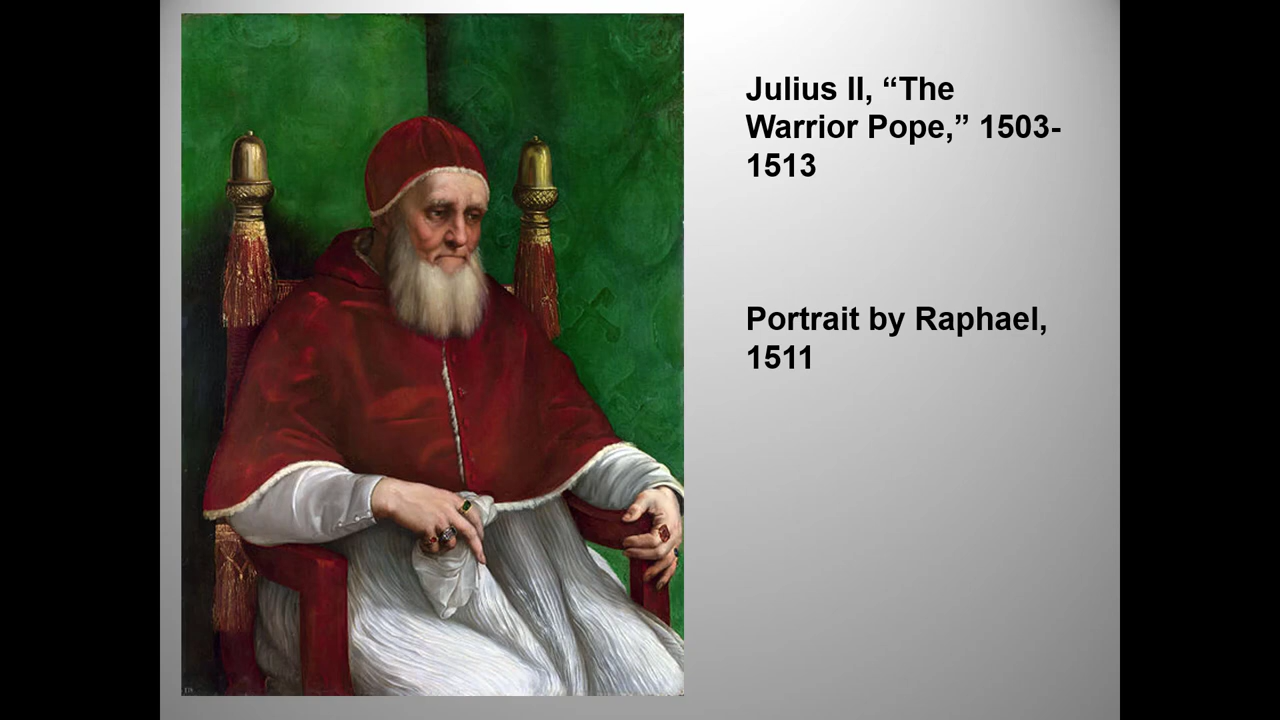 Julius II, “The
Warrior Pope,” 1503-
1513
Portrait by Raphael,
1511